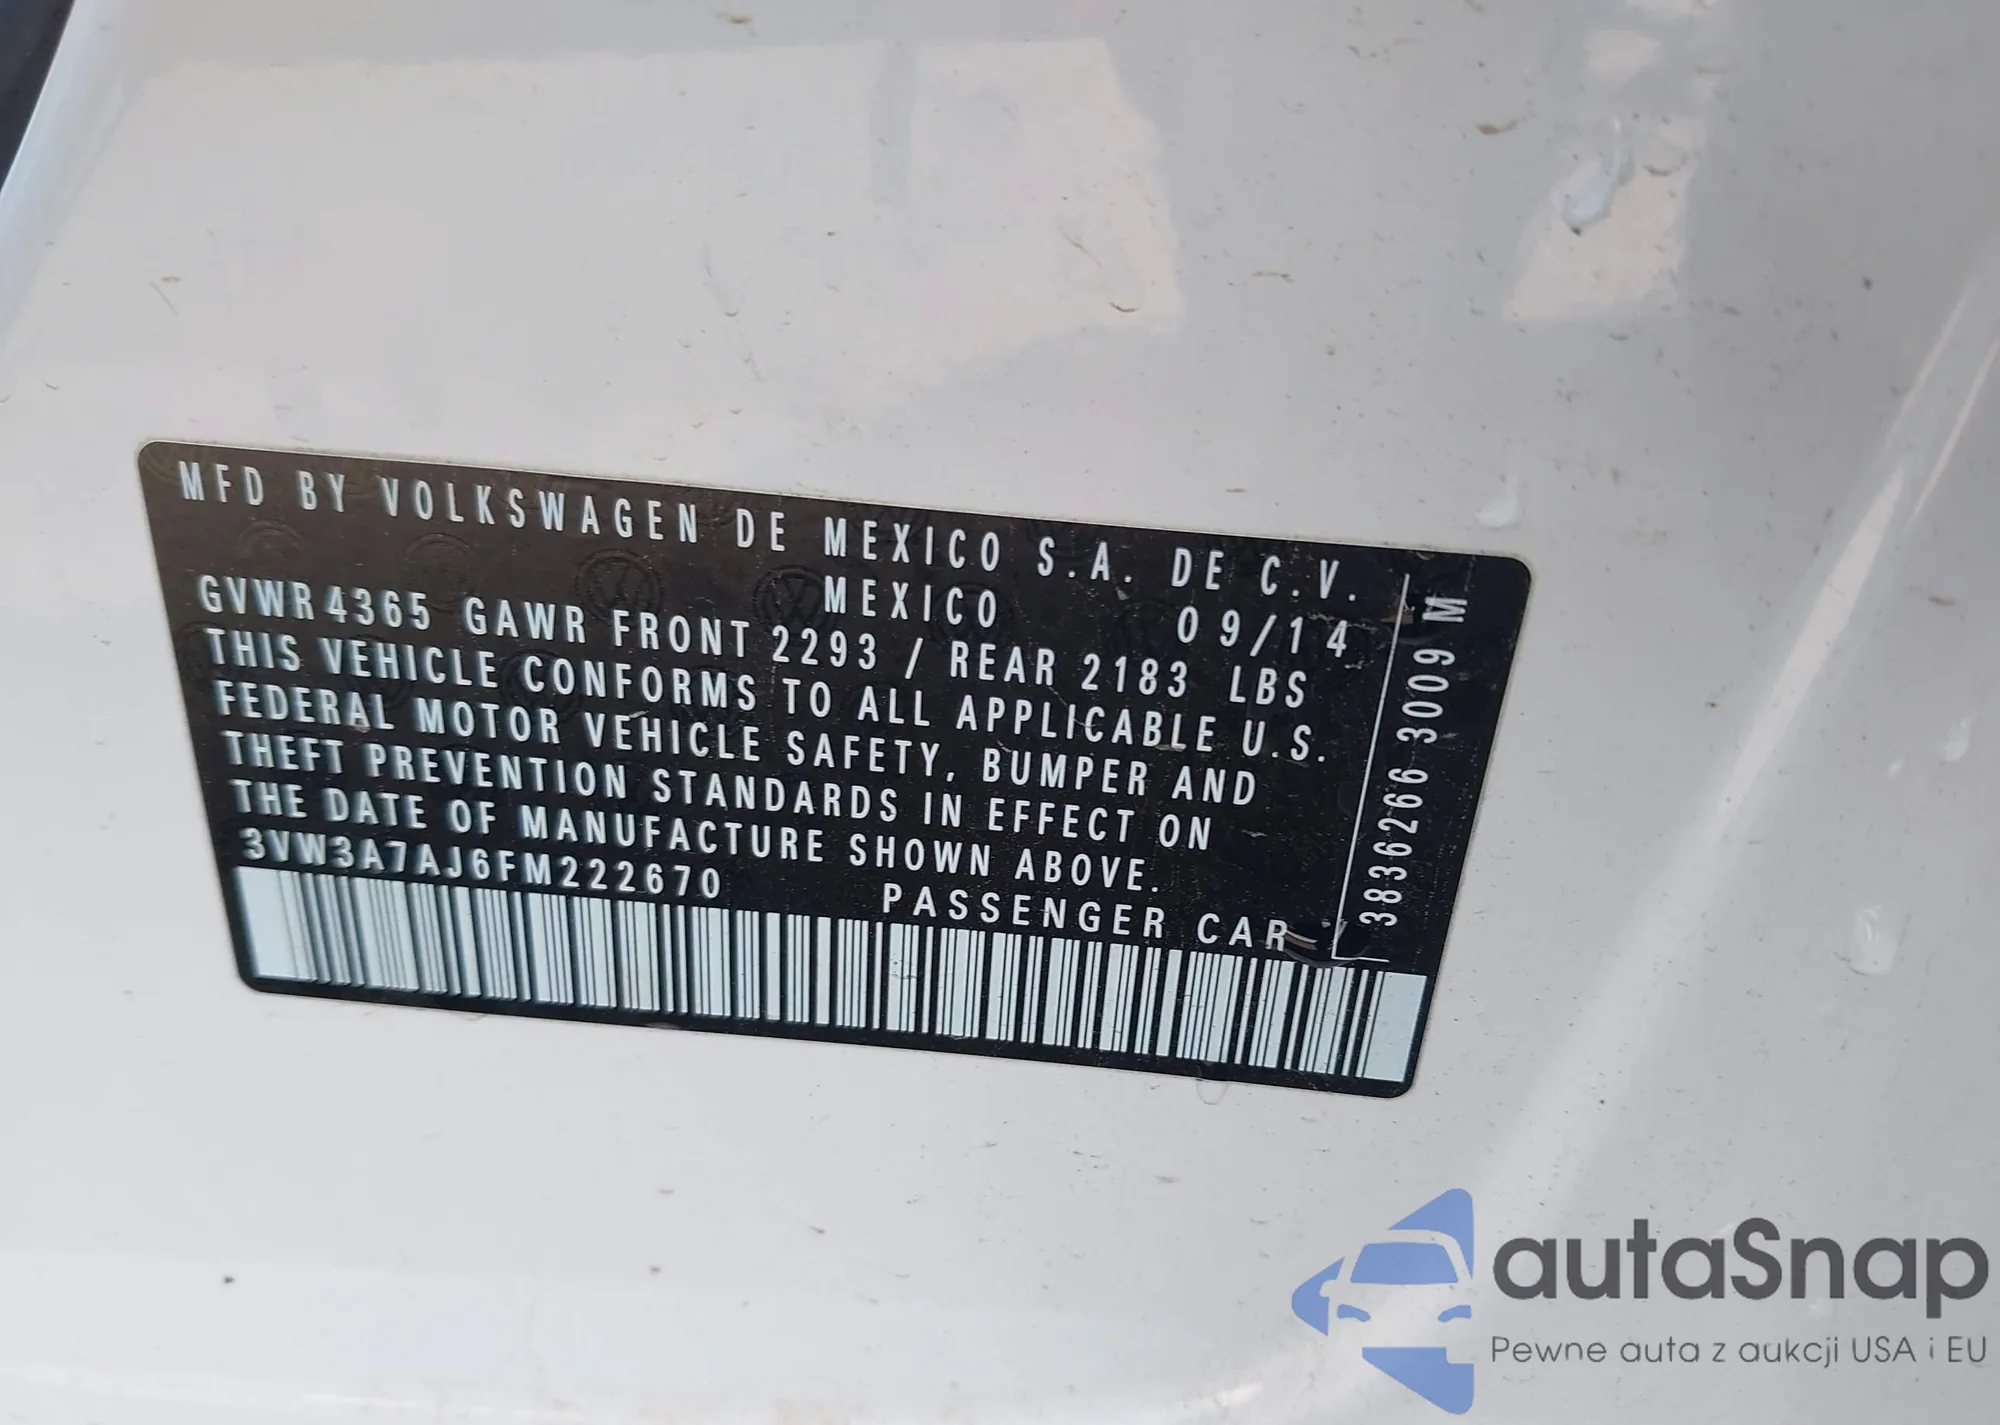 MFD BY VOLKSWAGEN DE MEXICO S.A. DE C.V.
MEXICO 09/14
GVWR 4365 GAWR FRONT 2293 / REAR 2183 LBS
THIS VEHICLE CONFORMS TO ALL APPLICABLE U.S.
FEDERAL MOTOR VEHICLE SAFETY, BUMPER AND
THEFT PREVENTION STANDARDS IN EFFECT ON
THE DATE OF MANUFACTURE SHOWN ABOVE.
3VW3A7AJ6FM222670 PASSENGER CAR
3836266 3009 M
autaSnap
Pewne auta z aukcji USA i EU